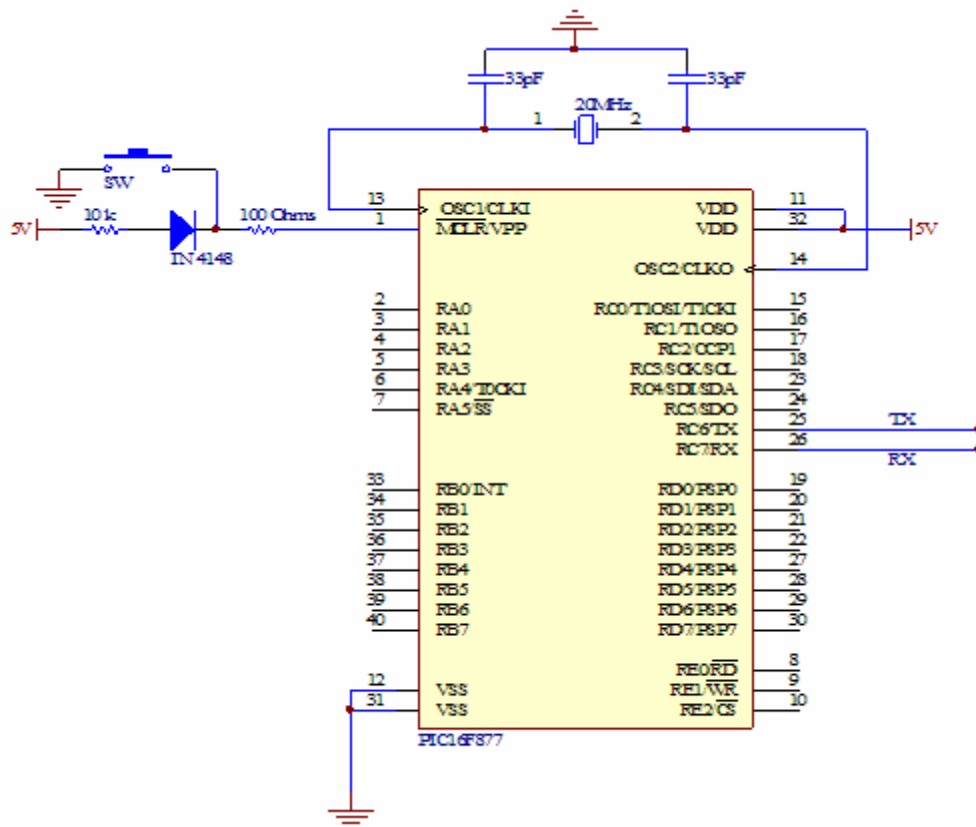 33pF
33pF
20MHz
1
2
SW
5V
10k
IN4148
100 Ohms
13
OSC1/CLKI
1
MCLR/VPP
2
RA0
3
RA1
4
RA2
5
RA3
6
RA4/T0CKI
7
RA5/SS
33
RB0/INT
34
RB1
35
RB2
36
RB3
37
RB4
38
RB5
39
RB6
40
RB7
12
VSS
31
VSS
VDD
11
VDD
32
5V
OSC2/CLKO
14
RC0/T1OSI/T1CKI
15
RC1/T1OSO
16
RC2/CCP1
17
RC3/SCK/SCL
18
RC4/SDI/SDA
23
RC5/SDO
24
RC6/TX
25
TX
RC7/RX
26
RX
RD0/PSP0
19
RD1/PSP1
20
RD2/PSP2
21
RD3/PSP3
22
RD4/PSP4
27
RD5/PSP5
28
RD6/PSP6
29
RD7/PSP7
30
RE0/RD
8
RE1/WR
9
RE2/CS
10
PIC16F877